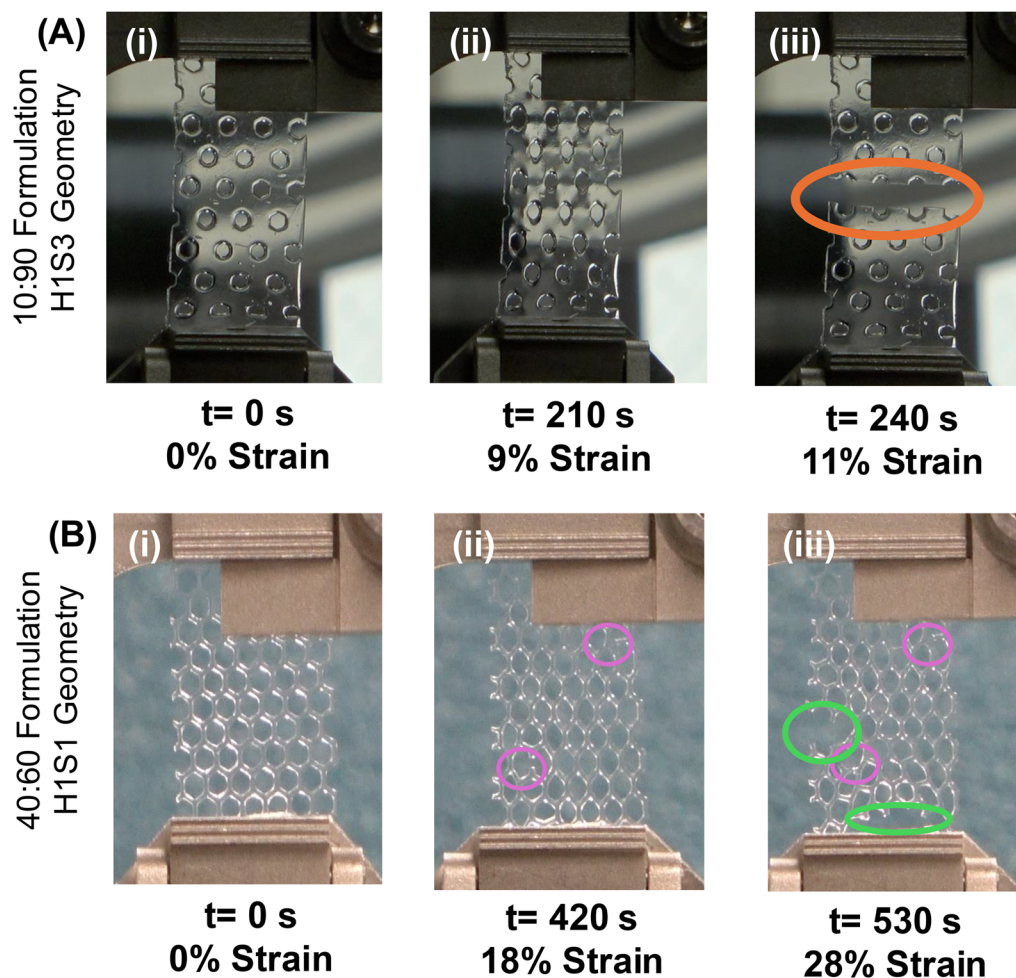 (A)
10:90 Formulation
H1S3 Geometry
(i)
(ii)
(iii)
t= 0 s
0% Strain
t= 210 s
9% Strain
t= 240 s
11% Strain
(B)
40:60 Formulation
H1S1 Geometry
(i)
(ii)
(iii)
t= 0 s
0% Strain
t= 420 s
18% Strain
t= 530 s
28% Strain